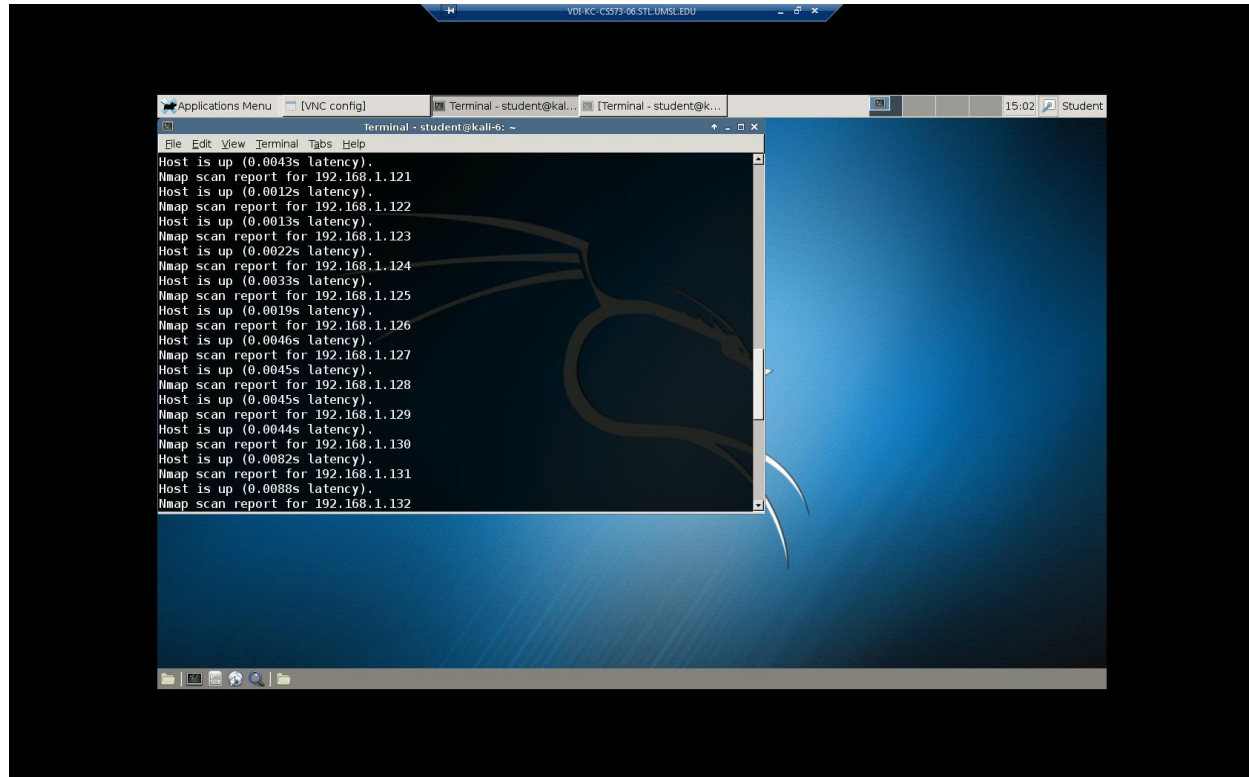 VDI-KC-CS573-06.STL.UMSL.EDU
Applications Menu [VNC config] Terminal - student@kal... [Terminal - student@k... 15:02 Student
Terminal - student@kali-6: ~
File Edit View Terminal Tabs Help
Host is up (0.0043s latency).
Nmap scan report for 192.168.1.121
Host is up (0.0012s latency).
Nmap scan report for 192.168.1.122
Host is up (0.0013s latency).
Nmap scan report for 192.168.1.123
Host is up (0.0022s latency).
Nmap scan report for 192.168.1.124
Host is up (0.0033s latency).
Nmap scan report for 192.168.1.125
Host is up (0.0019s latency).
Nmap scan report for 192.168.1.126
Host is up (0.0046s latency).
Nmap scan report for 192.168.1.127
Host is up (0.0045s latency).
Nmap scan report for 192.168.1.128
Host is up (0.0045s latency).
Nmap scan report for 192.168.1.129
Host is up (0.0044s latency).
Nmap scan report for 192.168.1.130
Host is up (0.0082s latency).
Nmap scan report for 192.168.1.131
Host is up (0.0088s latency).
Nmap scan report for 192.168.1.132